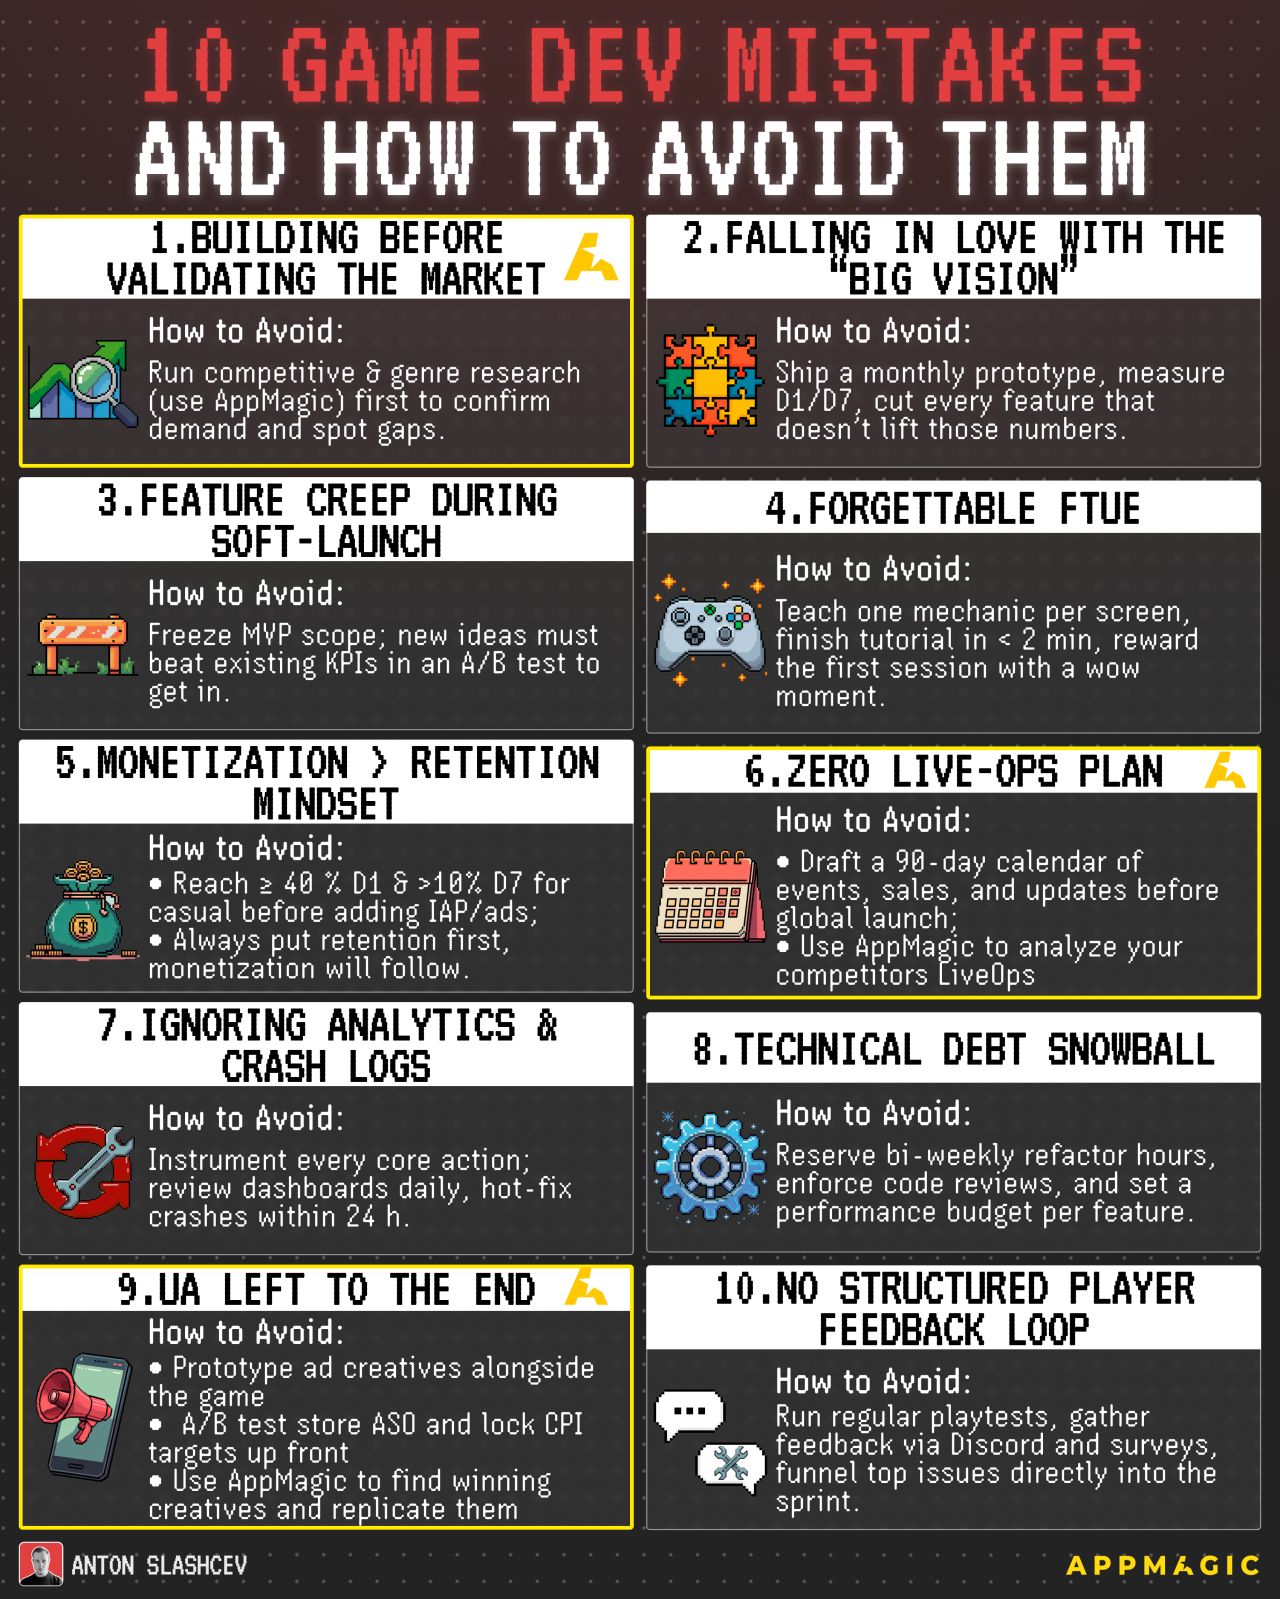 10 GAME DEV MISTAKES
AND HOW TO AVOID THEM
1.BUILDING BEFORE
VALIDATING THE MARKET
How to Avoid:
Run competitive & genre research
(use AppMagic) first to confirm
demand and spot gaps.
2.FALLING IN LOVE WITH THE
“BIG VISION”
How to Avoid:
Ship a monthly prototype, measure
D1/D7, cut every feature that
doesn’t lift those numbers.
3.FEATURE CREEP DURING
SOFT-LAUNCH
How to Avoid:
Freeze MVP scope; new ideas must
beat existing KPIs in an A/B test to
get in.
4.FORGETTABLE FTUE
How to Avoid:
Teach one mechanic per screen,
finish tutorial in < 2 min, reward
the first session with a wow
moment.
5.MONETIZATION > RETENTION
MINDSET
How to Avoid:
• Reach ≥ 40 % D1 & >10% D7 for
casual before adding IAP/ads;
• Always put retention first,
monetization will follow.
6.ZERO LIVE-OPS PLAN
How to Avoid:
• Draft a 90-day calendar of
events, sales, and updates before
global launch;
• Use AppMagic to analyze your
competitors LiveOps
7.IGNORING ANALYTICS &
CRASH LOGS
How to Avoid:
Instrument every core action;
review dashboards daily, hot-fix
crashes within 24 h.
8.TECHNICAL DEBT SNOWBALL
How to Avoid:
Reserve bi-weekly refactor hours,
enforce code reviews, and set a
performance budget per feature.
9.UA LEFT TO THE END
How to Avoid:
• Prototype ad creatives alongside
the game
• A/B test store ASO and lock CPI
targets up front
• Use AppMagic to find winning
creatives and replicate them
10.NO STRUCTURED PLAYER
FEEDBACK LOOP
How to Avoid:
Run regular playtests, gather
feedback via Discord and surveys,
funnel top issues directly into the
sprint.
ANTON SLASHCEV
APPMAGIC